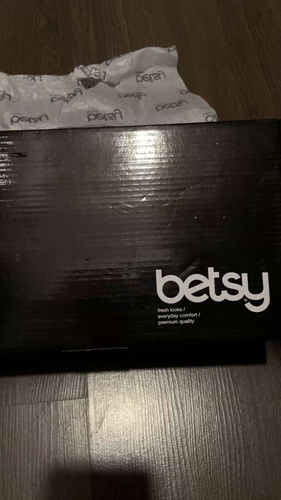 betsy
fresh looks /
everyday comfort /
premium quality